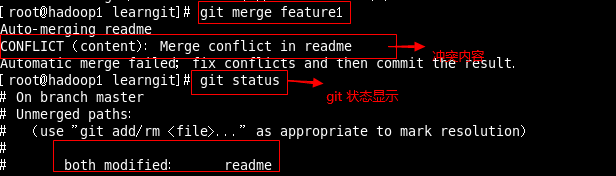 [root@hadoop1 learngit]# git merge feature1
Auto-merging readme
CONFLICT (content): Merge conflict in readme
冲突内容
Automatic merge failed; fix conflicts and then commit the result.
[root@hadoop1 learngit]# git status
git 状态显示
# On branch master
# Unmerged paths:
#   (use "git add/rm <file>..." as appropriate to mark resolution)
#
#       both modified:      readme